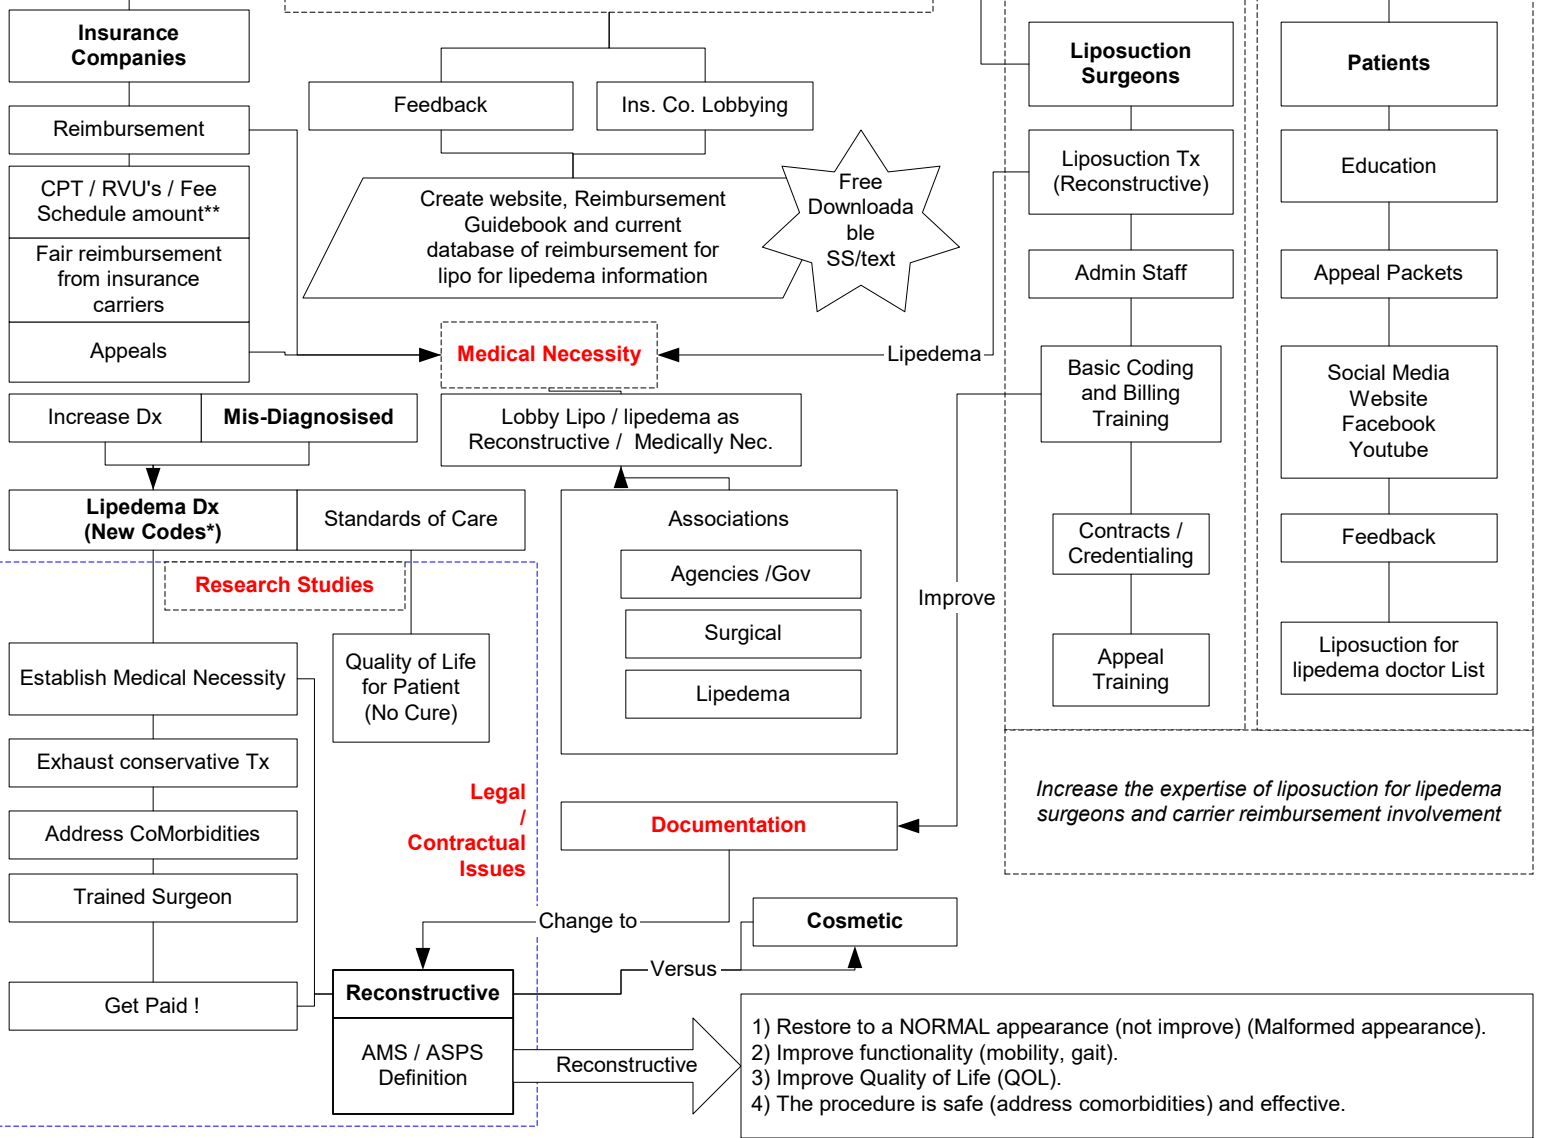 Insurance
Companies
Reimbursement
CPT / RVU's / Fee
Schedule amount**
Fair reimbursement
from insurance
carriers
Appeals
Feedback
Ins. Co. Lobbying
Create website, Reimbursement
Guidebook and current
database of reimbursement for
lipo for lipedema information
Free
Downloada
ble
SS/text
Liposuction
Surgeons
Liposuction Tx
(Reconstructive)
Admin Staff
Basic Coding
and Billing
Training
Contracts /
Credentialing
Appeal
Training
Patients
Education
Appeal Packets
Social Media
Website
Facebook
Youtube
Feedback
Liposuction for
lipedema doctor List
Increase the expertise of liposuction for lipedema
surgeons and carrier reimbursement involvement
Medical Necessity
Lipedema
Lobby Lipo / lipedema as
Reconstructive / Medically Nec.
Associations
Agencies /Gov
Surgical
Lipedema
Improve
Increase Dx
Mis-Diagnosised
Lipedema Dx
(New Codes*)
Standards of Care
Research Studies
Establish Medical Necessity
Quality of Life
for Patient
(No Cure)
Exhaust conservative Tx
Address CoMorbidities
Trained Surgeon
Get Paid !
Legal
/
Contractual
Issues
Documentation
Change to
Cosmetic
Versus
Reconstructive
AMS / ASPS
Definition
Reconstructive
1) Restore to a NORMAL appearance (not improve) (Malformed appearance).
2) Improve functionality (mobility, gait).
3) Improve Quality of Life (QOL).
4) The procedure is safe (address comorbidities) and effective.